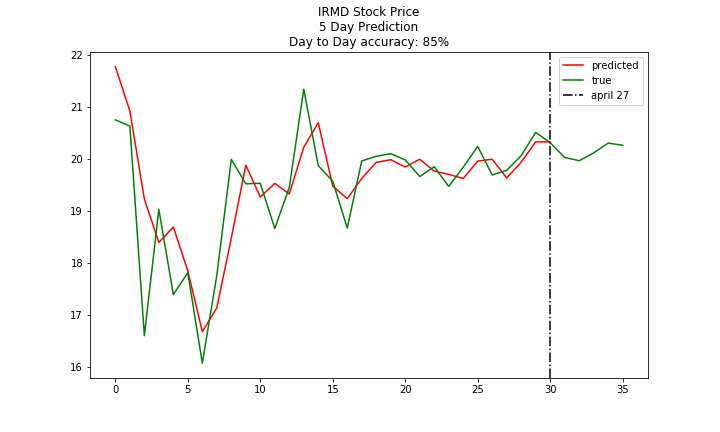 IRMD Stock Price
5 Day Prediction
Day to Day accuracy: 85%
22
21
20
19
18
17
16
0 5 10 15 20 25 30 35
predicted
true
april 27